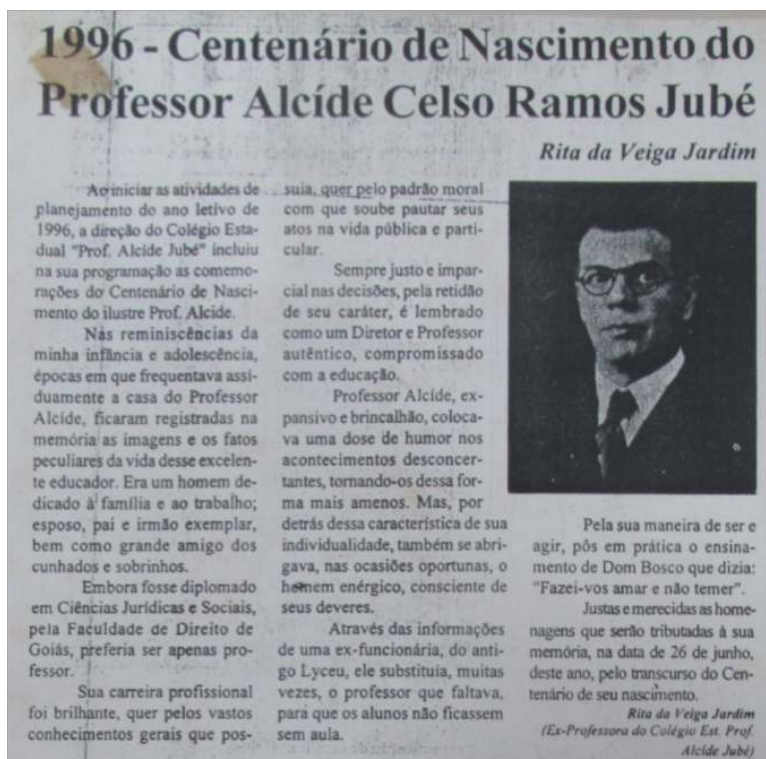 1996 - Centenário de Nascimento do
Professor Alcíde Celso Ramos Jubé
Rita da Veiga Jardim
Ao iniciar as atividades de
planejamento do ano letivo de
1996, a direção do Colégio Esta-
dual "Prof. Alcide Jubé" incluiu
na sua programação as comemo-
rações do Centenário de Nasci-
mento do ilustre Prof. Alcide.
Nas reminiscências da
minha infância e adolescência,
épocas em que frequentava assi-
duamente a casa do Professor
Alcíde, ficaram registradas na
memória as imagens e os fatos
peculiares da vida desse excelen-
te educador. Era um homem de-
dicado à família e ao trabalho;
esposo, pai e irmão exemplar,
bem como grande amigo dos
cunhados e sobrinhos.
Embora fosse diplomado
em Ciências Jurídicas e Sociais,
pela Faculdade de Direito de
Goiás, preferia ser apenas pro-
fessor.
Sua carreira profissional
foi brilhante, quer pelos vastos
conhecimentos gerais que pos-
suia, quer pelo padrão moral
com que soube pautar seus
atos na vida pública e parti-
cular.
Sempre justo e impar-
cial nas decisões, pela retidão
de seu caráter, é lembrado
como um Diretor e Professor
autêntico, compromissado
com a educação.
Professor Alcíde, ex-
pansivo e brincalhão, coloca-
va uma dose de humor nos
acontecimentos desconcer-
tantes, tornando-os dessa for-
ma mais amenos. Mas, por
detrás dessa característica de sua
individualidade, também se abri-
gava, nas ocasiões oportunas, o
homem enérgico, consciente de
seus deveres.
Através das informações
de uma ex-funcionária, do anti-
go Lyceu, ele substituia, muitas
vezes, o professor que faltava,
para que os alunos não ficassem
sem aula.
Pela sua maneira de ser e
agir, pôs em prática o ensina-
mento de Dom Bosco que dizia:
"Fazei-vos amar e não temer".
Justas e merecidas as home-
nagens que serão tributadas à sua
memória, na data de 26 de junho,
deste ano, pelo transcurso do Cen-
tenário de seu nascimento.
Rita da Veiga Jardim
(Ex-Professora do Colégio Est. Prof.
Alcíde Jubé)